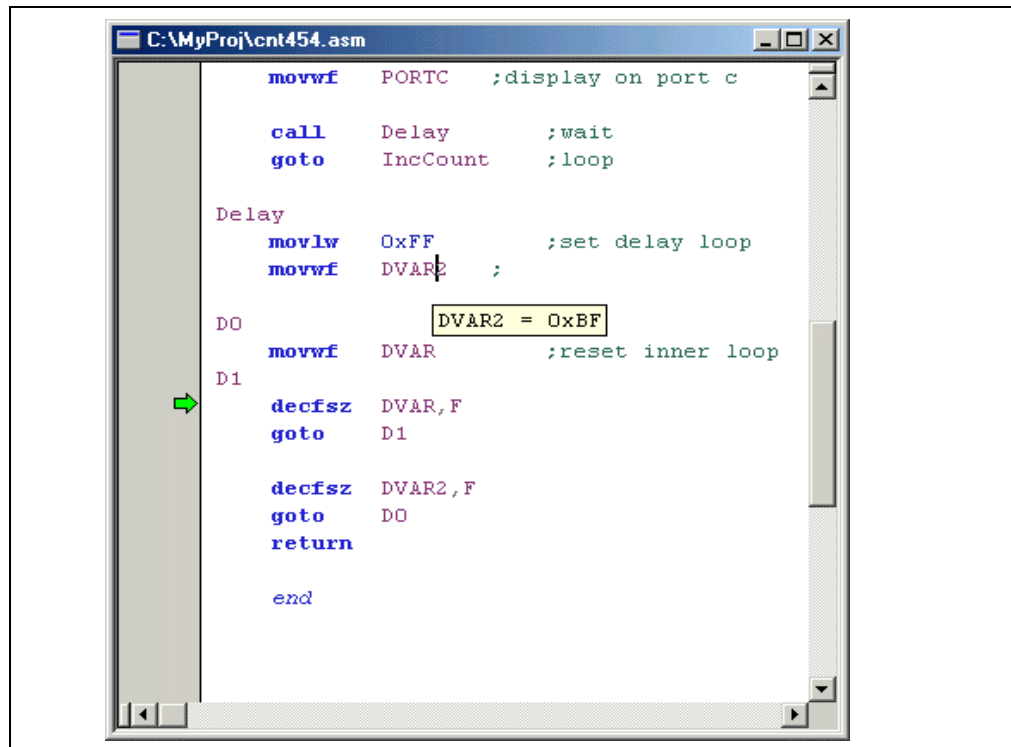 C:\MyProj\cnt454.asm
movwf PORTC ;display on port c
call Delay ;wait
goto IncCount ;loop
Delay
movlw 0xFF ;set delay loop
movwf DVAR2 ;
DVAR2 = 0xBF
D0
movwf DVAR ;reset inner loop
D1
decfsz DVAR,F
goto D1
decfsz DVAR2,F
goto D0
return
end